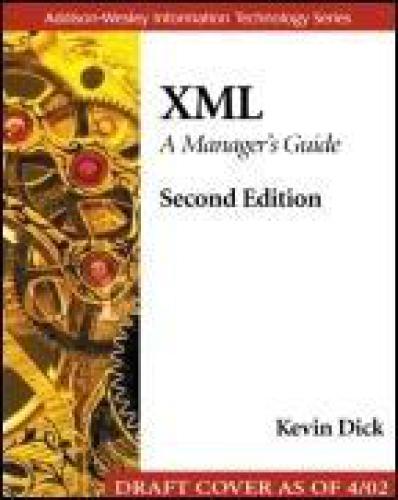 Addison-Wesley Information Technology Series
XML
A Manager's Guide
Second Edition
Kevin Dick
DRAFT COVER AS OF 4/02